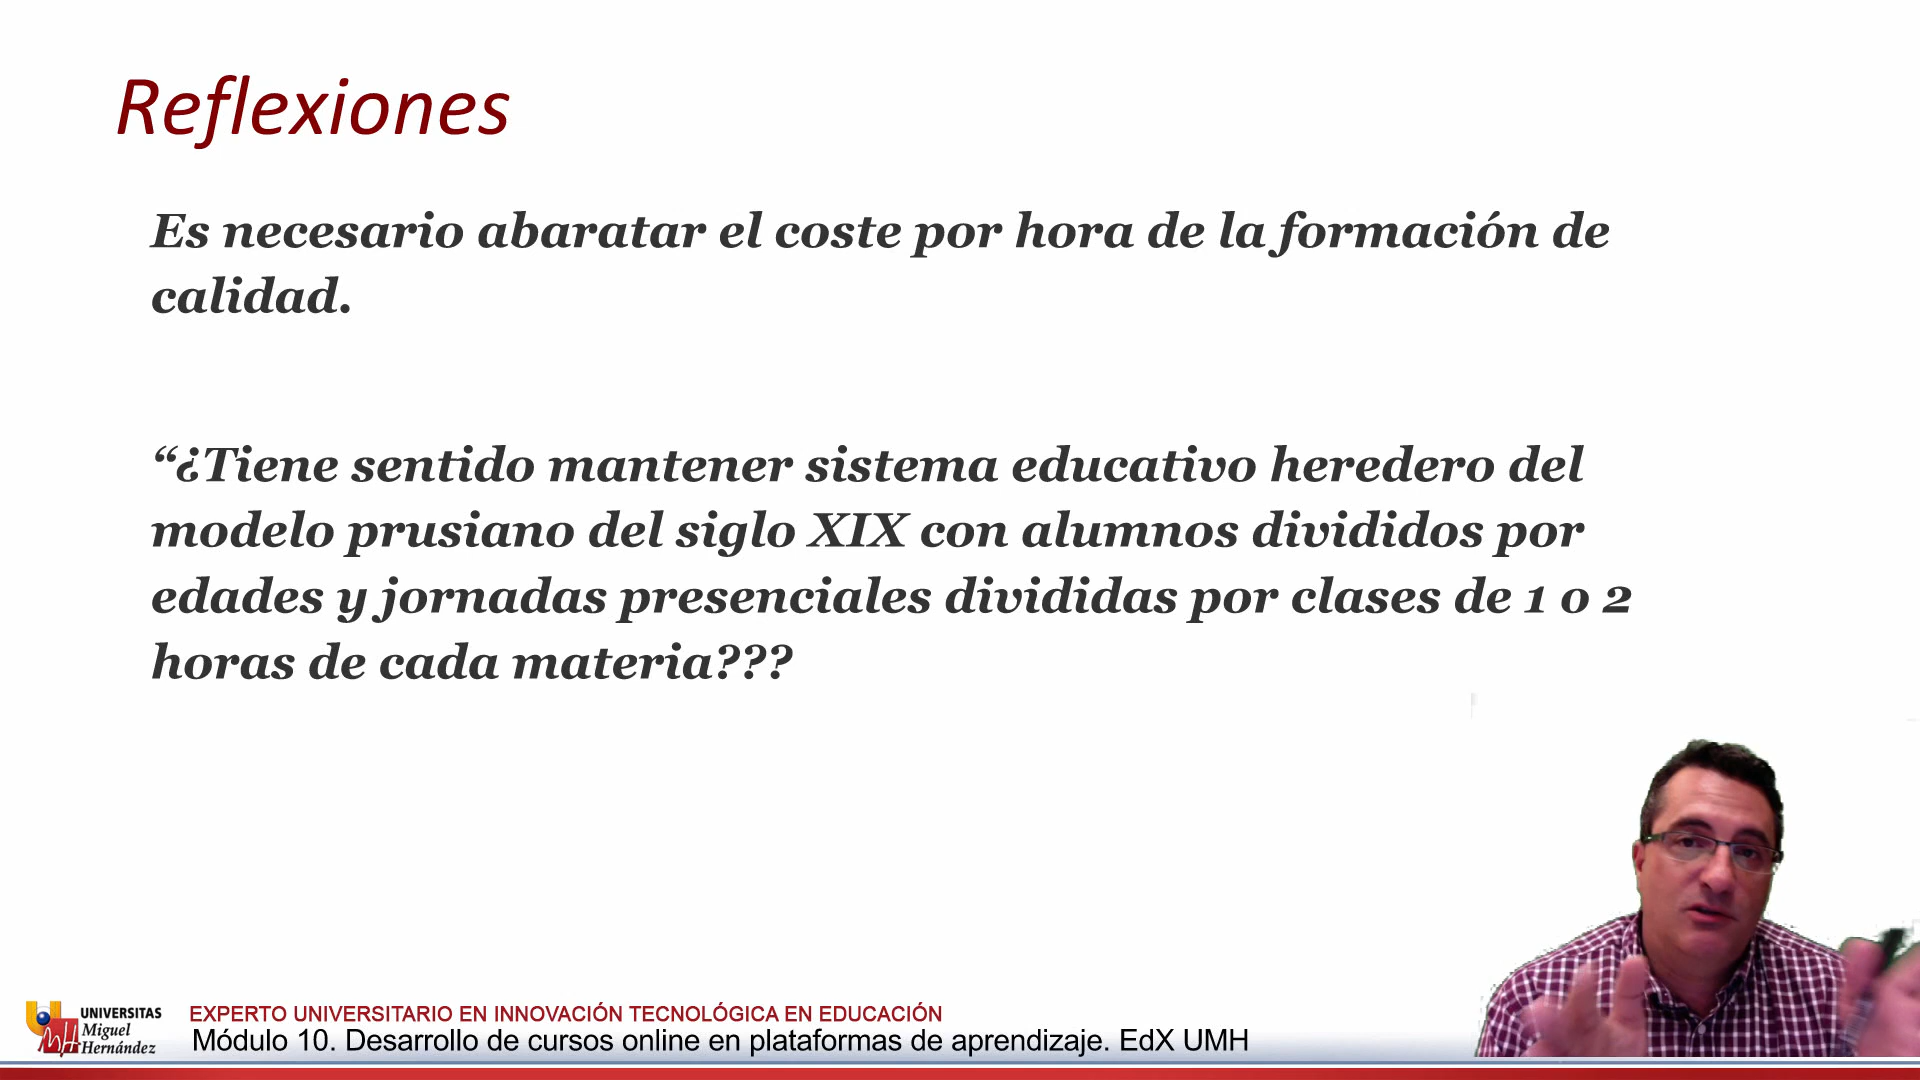 Reflexiones
Es necesario abaratar el coste por hora de la formación de
calidad.
“¿Tiene sentido mantener sistema educativo heredero del
modelo prusiano del siglo XIX con alumnos divididos por
edades y jornadas presenciales divididas por clases de 1 o 2
horas de cada materia???
UNIVERSITAS
Miguel
Hernández
EXPERTO UNIVERSITARIO EN INNOVACIÓN TECNOLÓGICA EN EDUCACIÓN
Módulo 10. Desarrollo de cursos online en plataformas de aprendizaje. EdX UMH